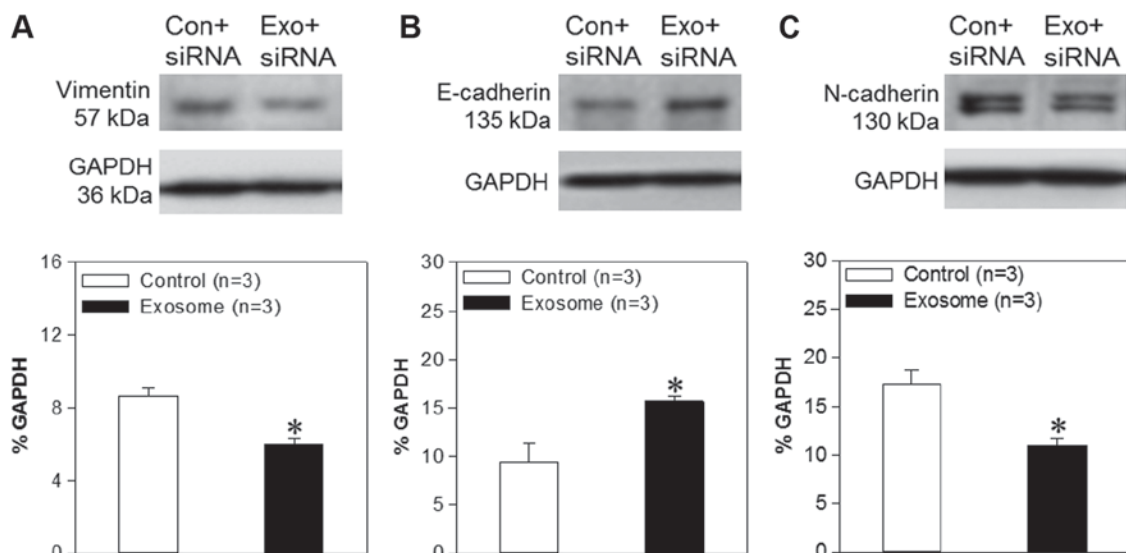 A
Con+ Exo+
siRNA siRNA
Vimentin
57 kDa
GAPDH
36 kDa
16
12
8
4
0
% GAPDH
Control (n=3)
Exosome (n=3)
*
B
Con+ Exo+
siRNA siRNA
E-cadherin
135 kDa
GAPDH
30
25
20
15
10
5
0
% GAPDH
Control (n=3)
Exosome (n=3)
*
C
Con+ Exo+
siRNA siRNA
N-cadherin
130 kDa
GAPDH
30
25
20
15
10
5
0
% GAPDH
Control (n=3)
Exosome (n=3)
*